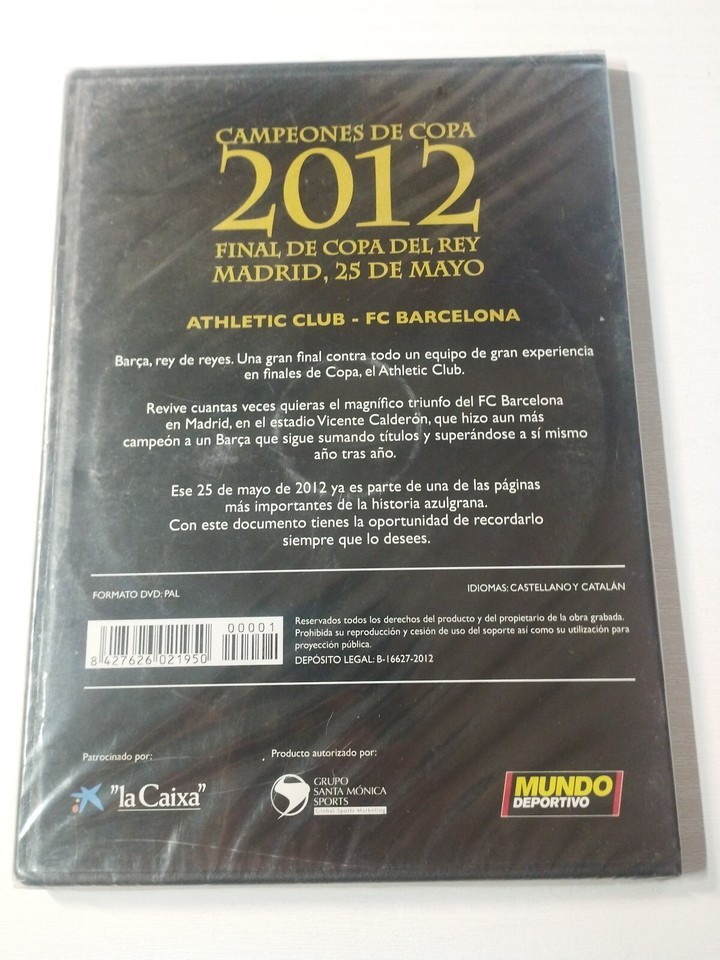 CAMPEONES DE COPA
2012
FINAL DE COPA DEL REY
MADRID, 25 DE MAYO
ATHLETIC CLUB - FC BARCELONA
Barça, rey de reyes. Una gran final contra todo un equipo de gran experiencia
en finales de Copa, el Athletic Club.
Revive cuantas veces quieras el magnífico triunfo del FC Barcelona
en Madrid, en el estadio Vicente Calderón, que hizo aun más
campeón a un Barça que sigue sumando títulos y superándose a sí mismo
año tras año.
Ese 25 de mayo de 2012 ya es parte de una de las páginas
más importantes de la historia azulgrana.
Con este documento tienes la oportunidad de recordarlo
siempre que lo desees.
FORMATO DVD: PAL
IDIOMAS: CASTELLANO Y CATALÁN
00001
8 427626 021950
Reservados todos los derechos del producto y del propietario de la obra grabada.
Prohibida su reproducción y cesión de uso del soporte así como su utilización para
proyección pública.
DEPÓSITO LEGAL: B-16627-2012
Patrocinado por:
"la Caixa"
Producto autorizado por:
GRUPO
SANTA MÓNICA
SPORTS
Global Sports Marketing
MUNDO
DEPORTIVO